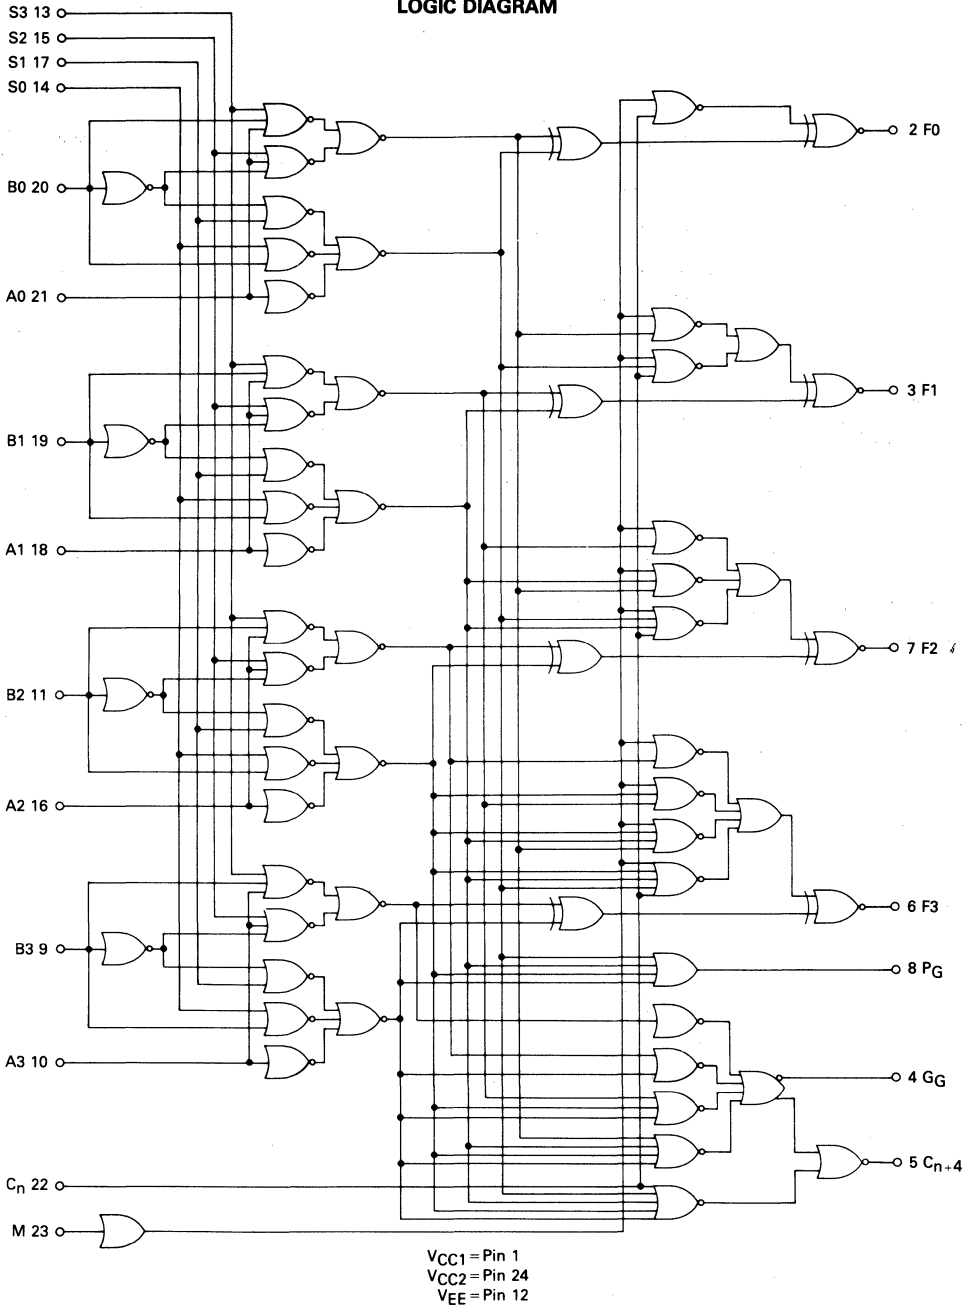 LOGIC DIAGRAM
S3 13
S2 15
S1 17
S0 14
2 F0
B0 20
A0 21
3 F1
B1 19
A1 18
7 F2
B2 11
A2 16
6 F3
B3 9
8 PG
A3 10
4 GG
5 Cn+4
Cn 22
M 23
VCC1 = Pin 1
VCC2 = Pin 24
VEE = Pin 12